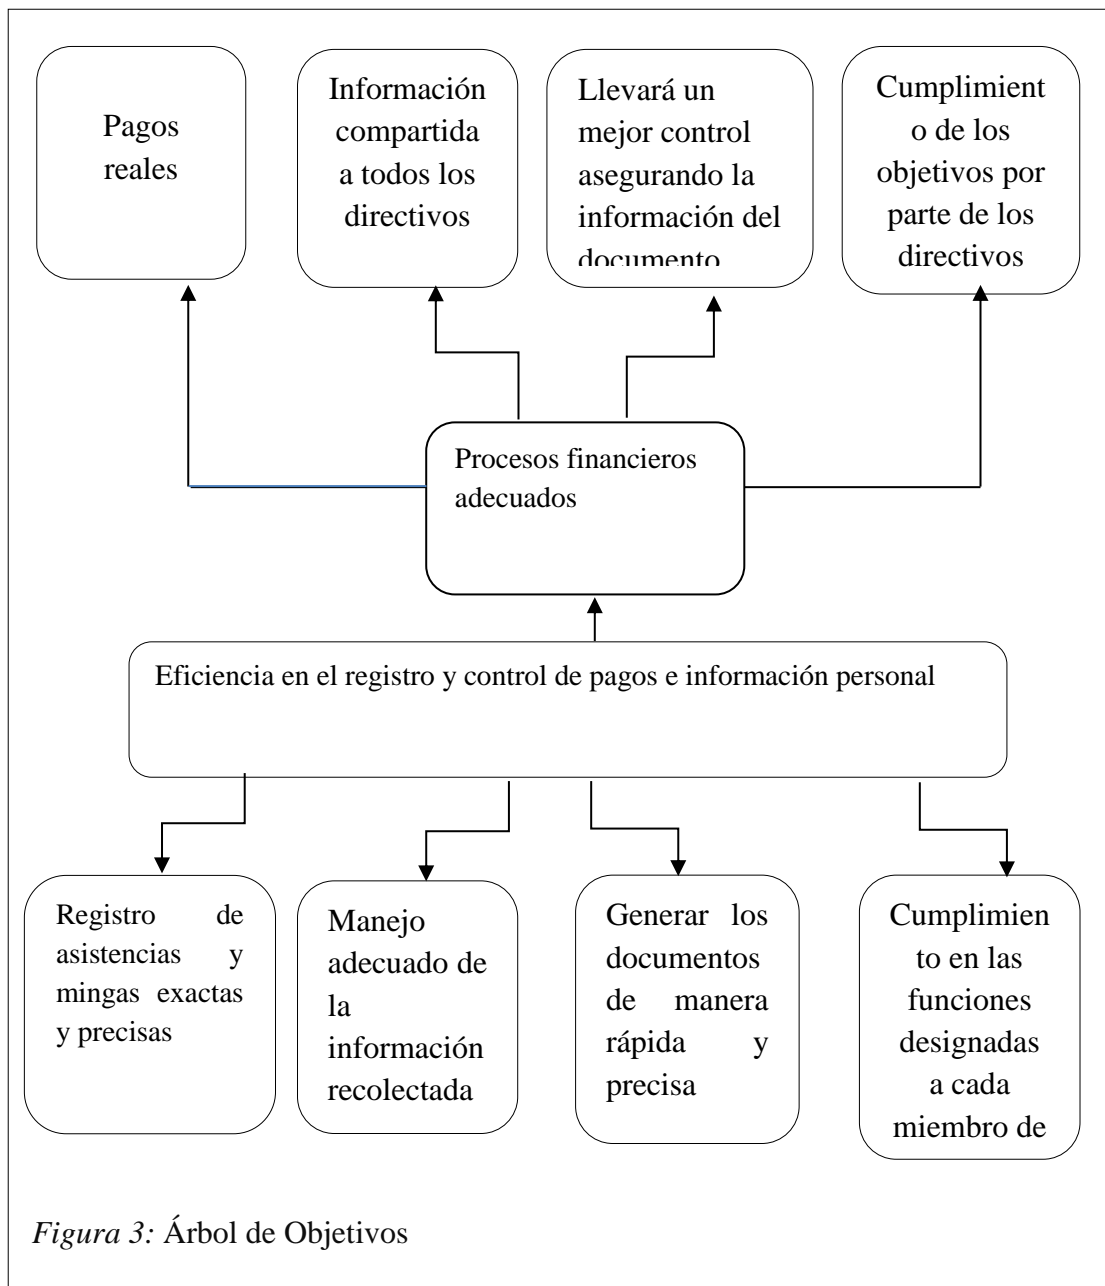 Pagos
reales
Información
compartida
a todos los
directivos
Llevará un
mejor control
asegurando la
información del
documento
Cumplimient
o de los
objetivos por
parte de los
directivos
Procesos financieros
adecuados
Eficiencia en el registro y control de pagos e información personal
Registro de
asistencias y
mingas exactas
y precisas
Manejo
adecuado de
la
información
recolectada
Generar los
documentos
de manera
rápida y
precisa
Cumplimien
to en las
funciones
designadas
a cada
miembro de
Figura 3: Árbol de Objetivos